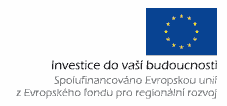 investice do vaší budoucnosti
Spolufinancováno Evropskou unií
z Evropského fondu pro regionální rozvoj